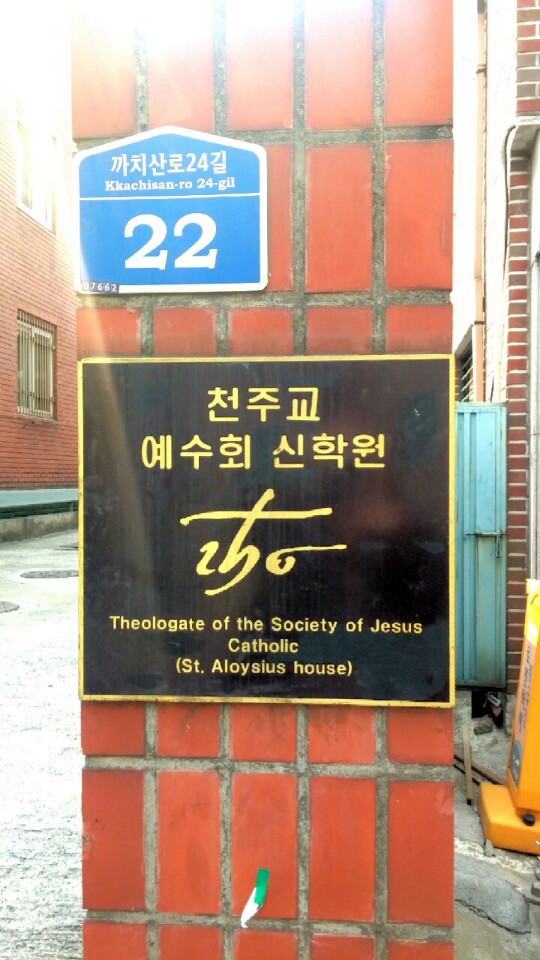 까치산로24길
Kkachisan-ro 24-gil
22
07662
천주교
예수회 신학원
Theologate of the Society of Jesus
Catholic
(St. Aloysius house)